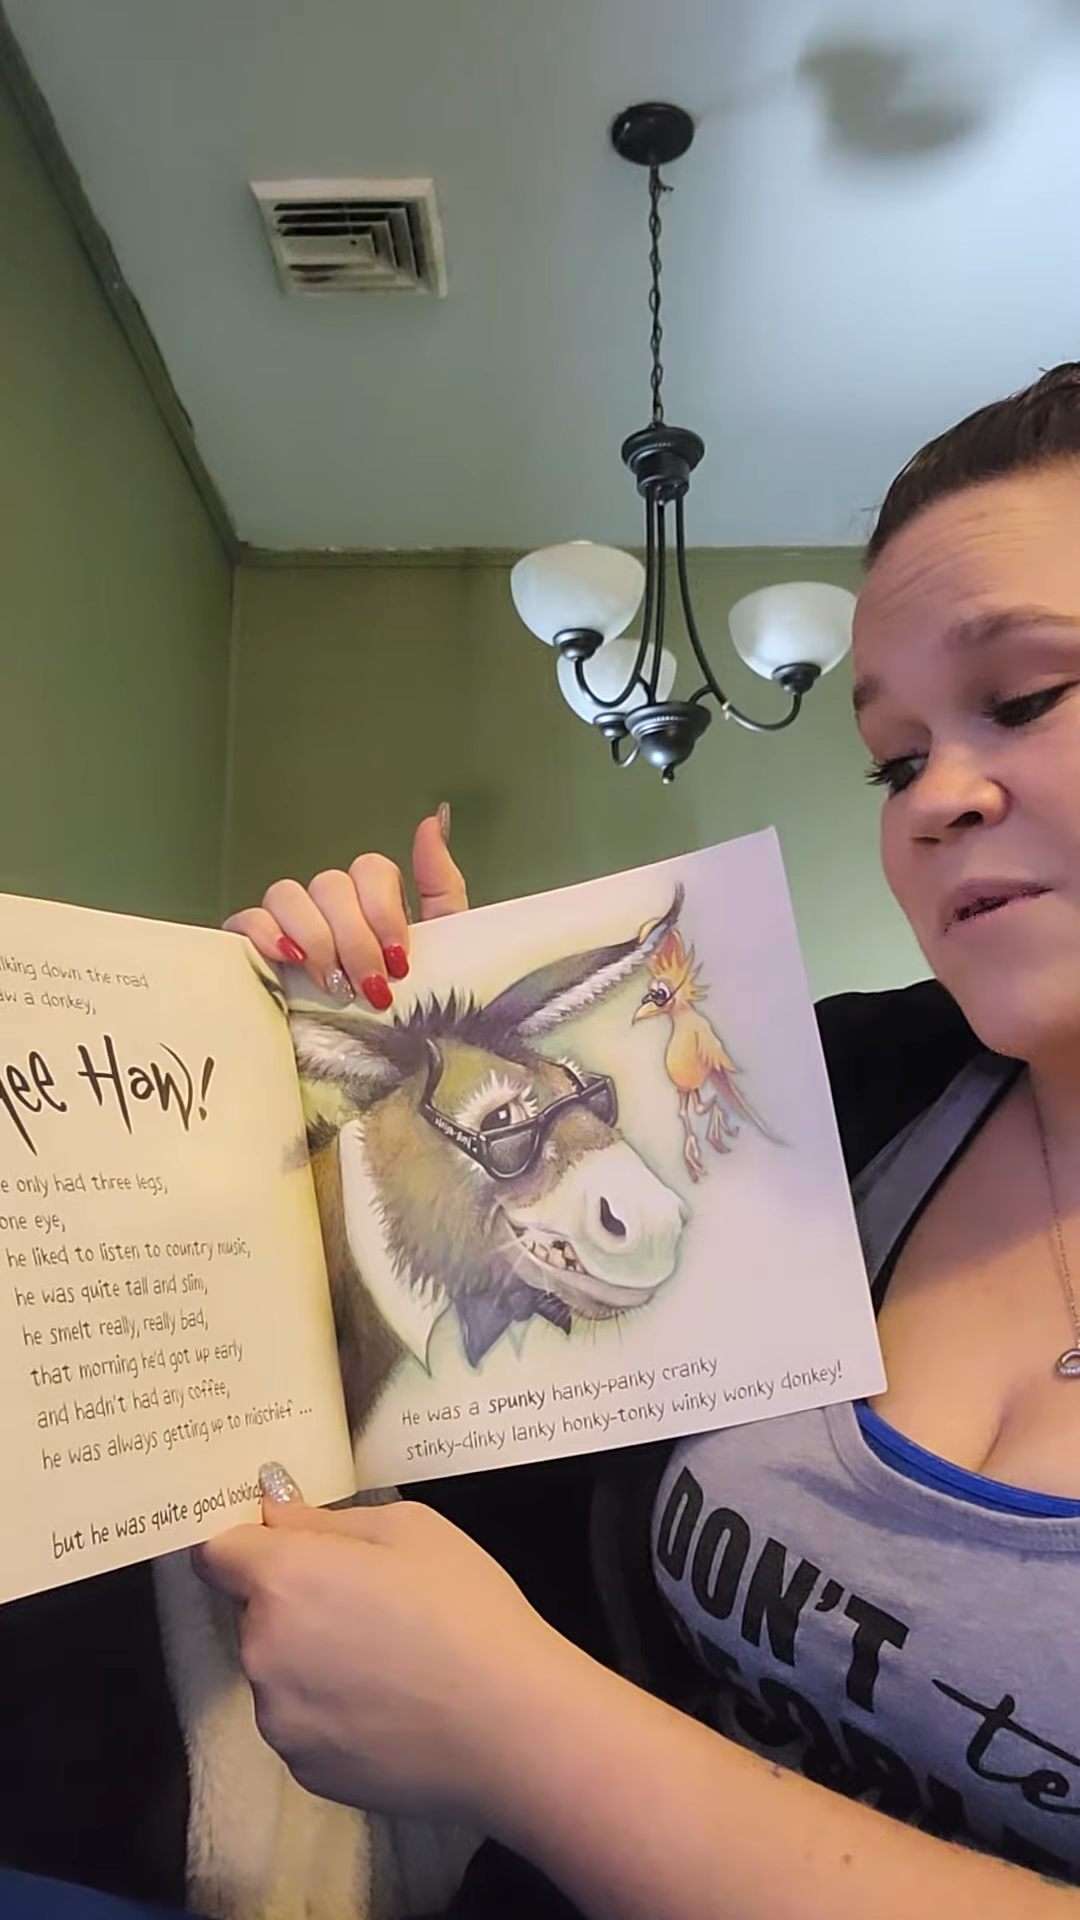 down the road
a donkey,
Haw!
only had three legs,
one eye,
he liked to listen to country music,
he was quite tall and slim,
he smelt really, really bad,
that morning he'd got up early
and hadn't had any coffee,
he was always getting up to mischief ...
but he was quite good looking
He was a spunky hanky-panky cranky
stinky-dinky lanky honky-tonky winky wonky donkey!
DON'T